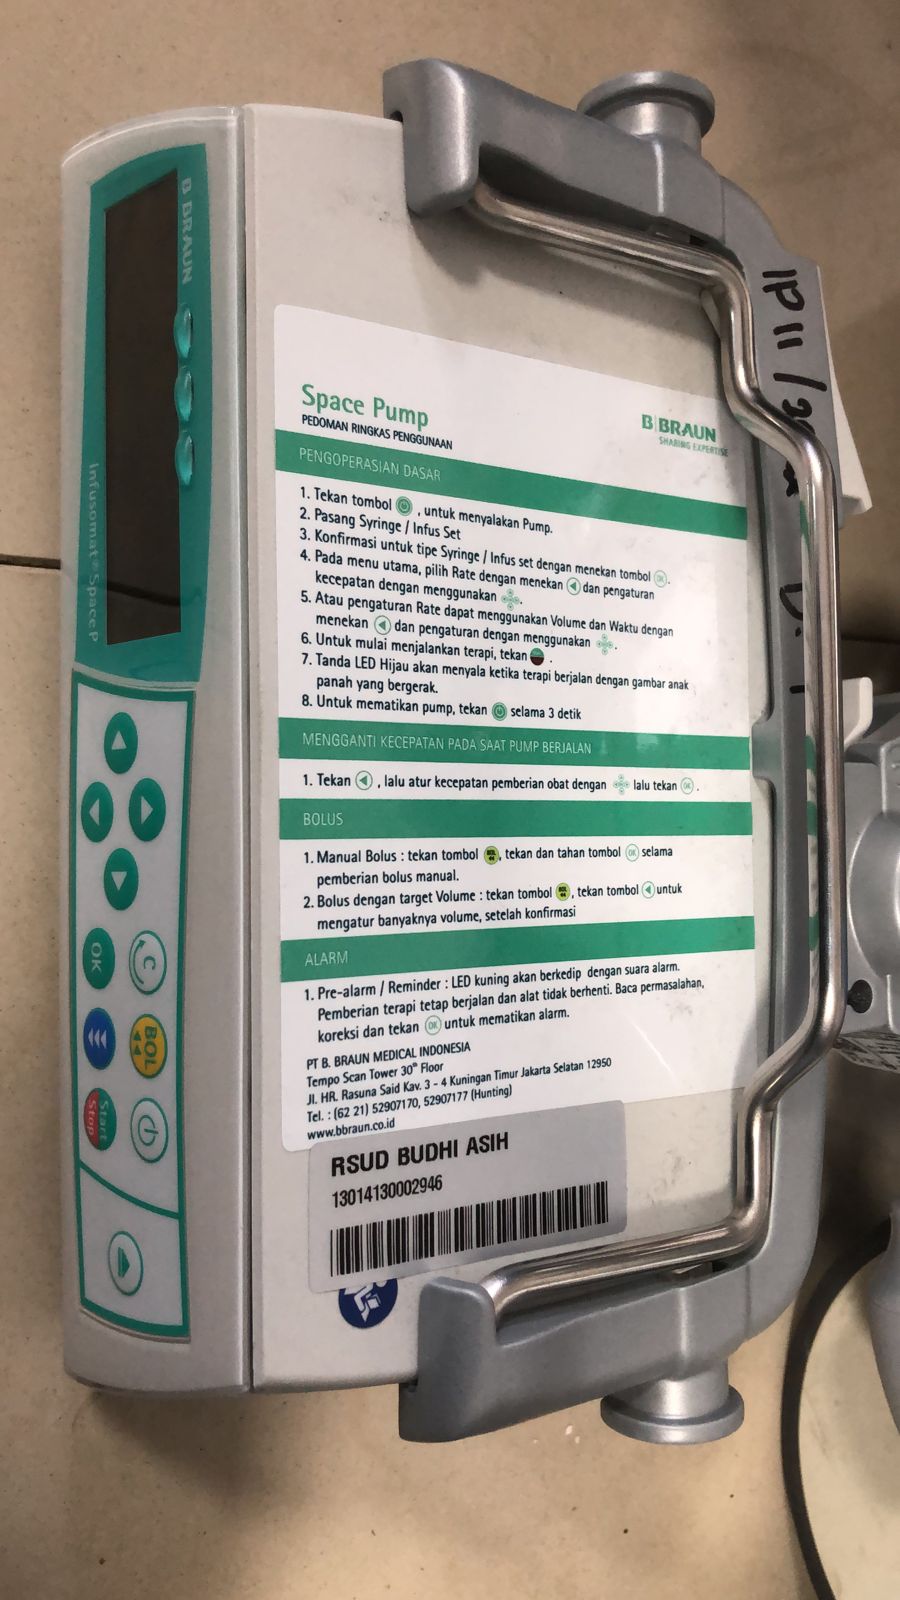 B BRAUN
Infusomat® Space P
OK
C
BOL
Start
Stop
Space Pump
PEDOMAN RINGKAS PENGGUNAAN
B|BRAUN
SHARING EXPERTISE
PENGOPERASIAN DASAR
1. Tekan tombol , untuk menyalakan Pump.
2. Pasang Syringe / Infus Set
3. Konfirmasi untuk tipe Syringe / Infus set dengan menekan tombol OK.
4. Pada menu utama, pilih Rate dengan menekan dan pengaturan
kecepatan dengan menggunakan .
5. Atau pengaturan Rate dapat menggunakan Volume dan Waktu dengan
menekan dan pengaturan dengan menggunakan .
6. Untuk mulai menjalankan terapi, tekan .
7. Tanda LED Hijau akan menyala ketika terapi berjalan dengan gambar anak
panah yang bergerak.
8. Untuk mematikan pump, tekan selama 3 detik
MENGGANTI KECEPATAN PADA SAAT PUMP BERJALAN
1. Tekan , lalu atur kecepatan pemberian obat dengan lalu tekan OK .
BOLUS
1. Manual Bolus : tekan tombol BOL, tekan dan tahan tombol OK selama
pemberian bolus manual.
2. Bolus dengan target Volume : tekan tombol BOL, tekan tombol untuk
mengatur banyaknya volume, setelah konfirmasi
ALARM
1. Pre-alarm / Reminder : LED kuning akan berkedip dengan suara alarm.
Pemberian terapi tetap berjalan dan alat tidak berhenti. Baca permasalahan,
koreksi dan tekan OK untuk mematikan alarm.
PT B. BRAUN MEDICAL INDONESIA
Tempo Scan Tower 30th Floor
Jl. HR. Rasuna Said Kav. 3 - 4 Kuningan Timur Jakarta Selatan 12950
Tel. : (62 21) 52907170, 52907177 (Hunting)
www.bbraun.co.id
RSUD BUDHI ASIH
13014130002946